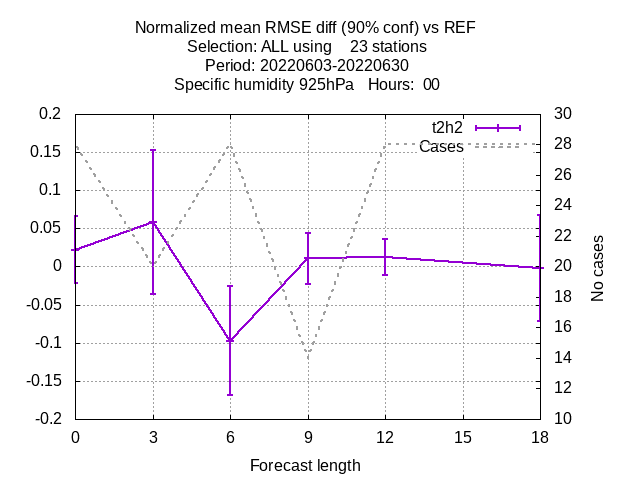 Normalized mean RMSE diff (90% conf) vs REF
Selection: ALL using    23 stations
Period: 20220603-20220630
Specific humidity 925hPa   Hours:  00
0.2
0.15
0.1
0.05
0
-0.05
-0.1
-0.15
-0.2
t2h2
Cases
30
28
26
24
22
20
18
16
14
12
10
No cases
0 3 6 9 12 15 18
Forecast length